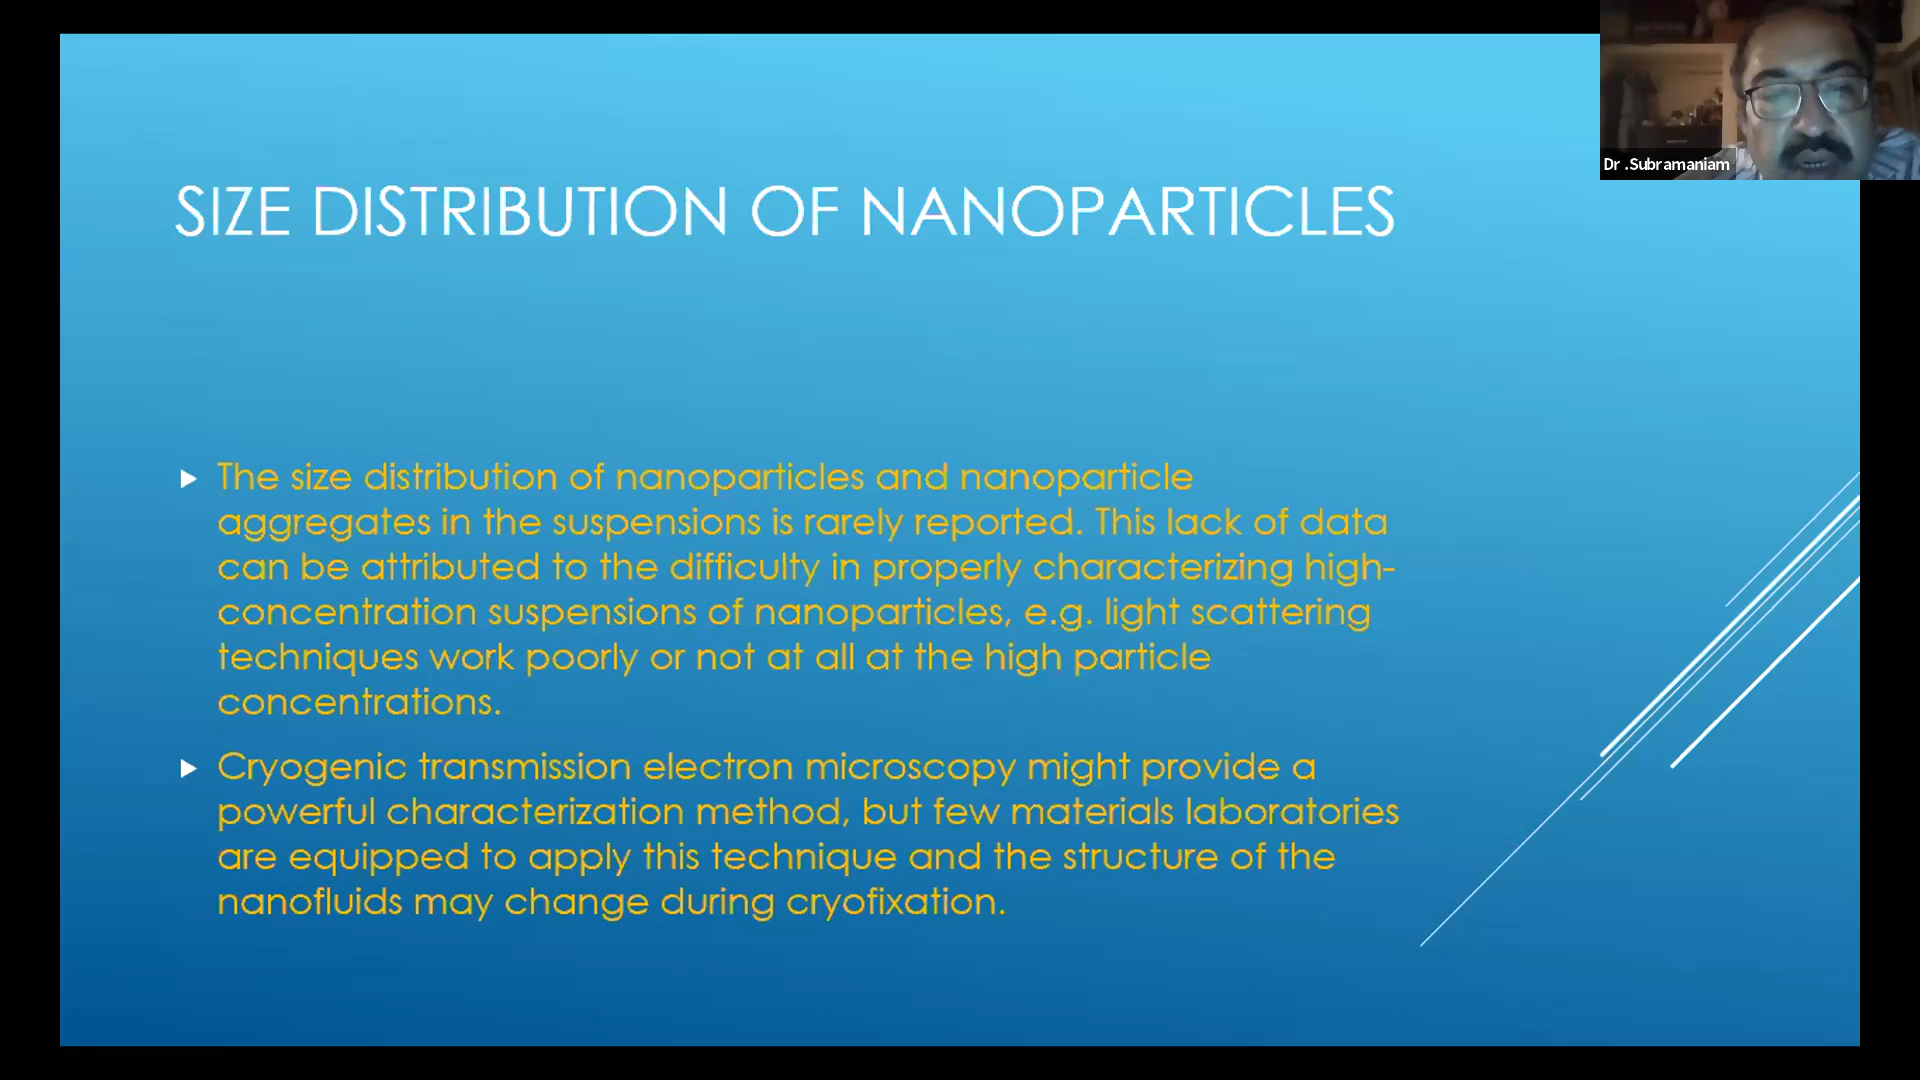 Dr .Subramaniam
SIZE DISTRIBUTION OF NANOPARTICLES
The size distribution of nanoparticles and nanoparticle
aggregates in the suspensions is rarely reported. This lack of data
can be attributed to the difficulty in properly characterizing high-
concentration suspensions of nanoparticles, e.g. light scattering
techniques work poorly or not at all at the high particle
concentrations.
Cryogenic transmission electron microscopy might provide a
powerful characterization method, but few materials laboratories
are equipped to apply this technique and the structure of the
nanofluids may change during cryofixation.